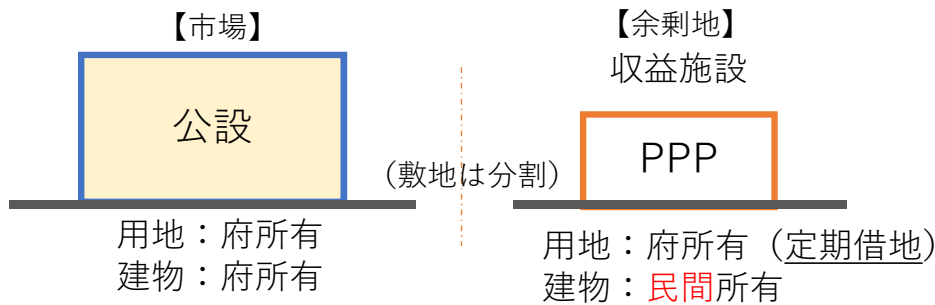 【市場】
公設
用地：府所有
建物：府所有
（敷地は分割）
【余剰地】
収益施設
PPP
用地：府所有（定期借地）
建物：民間所有